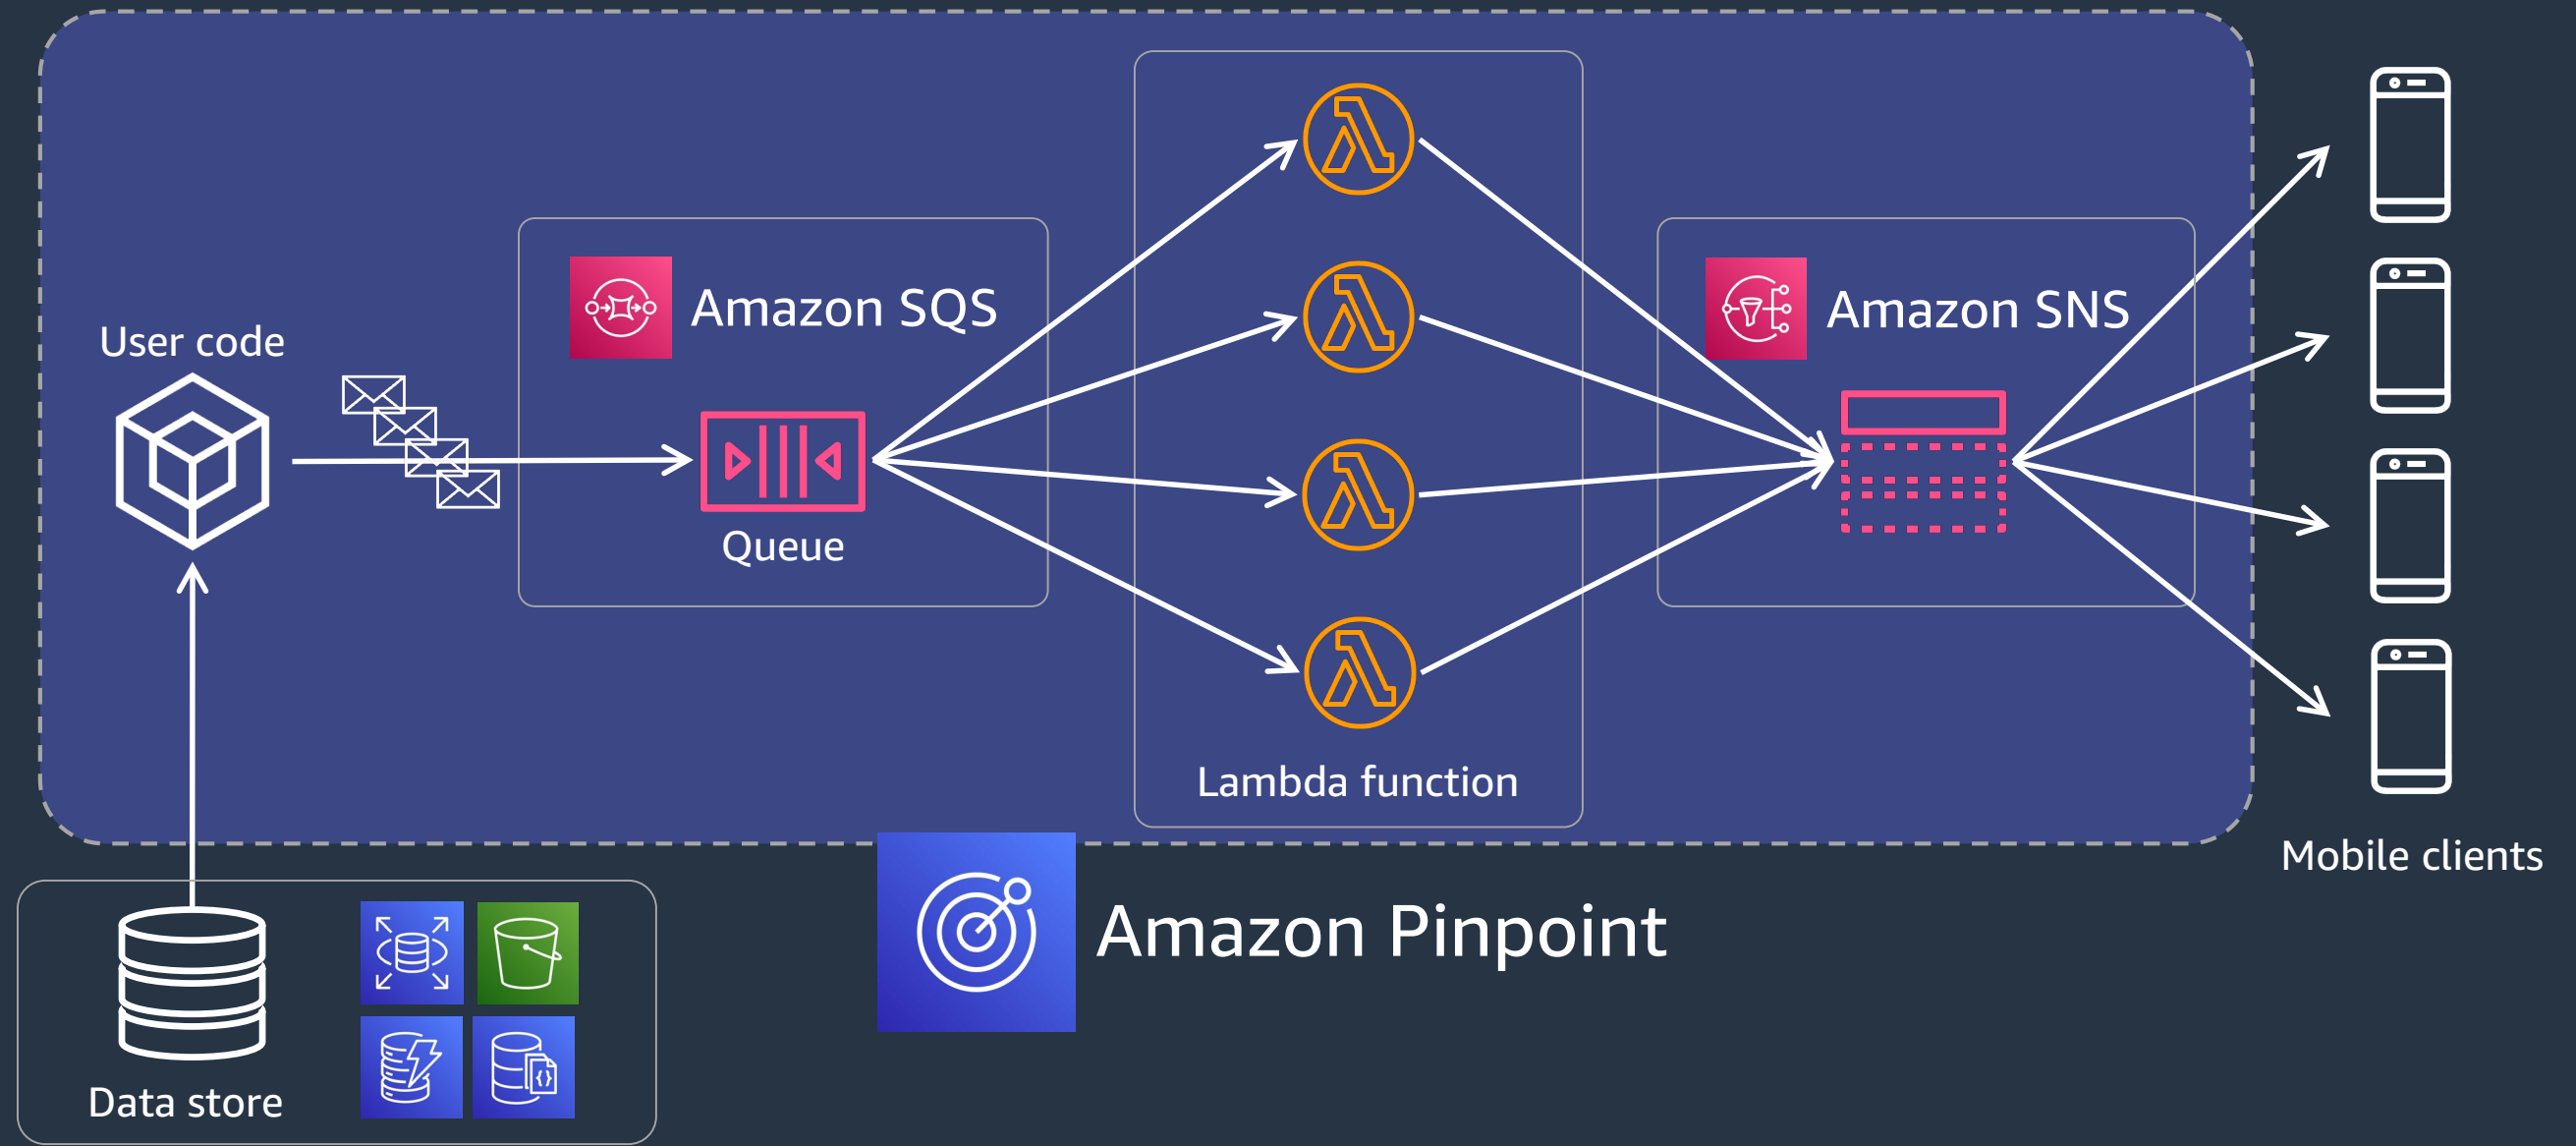 User code
Amazon SQS
Queue
Lambda function
Amazon SNS
Mobile clients
Amazon Pinpoint
Data store
{}